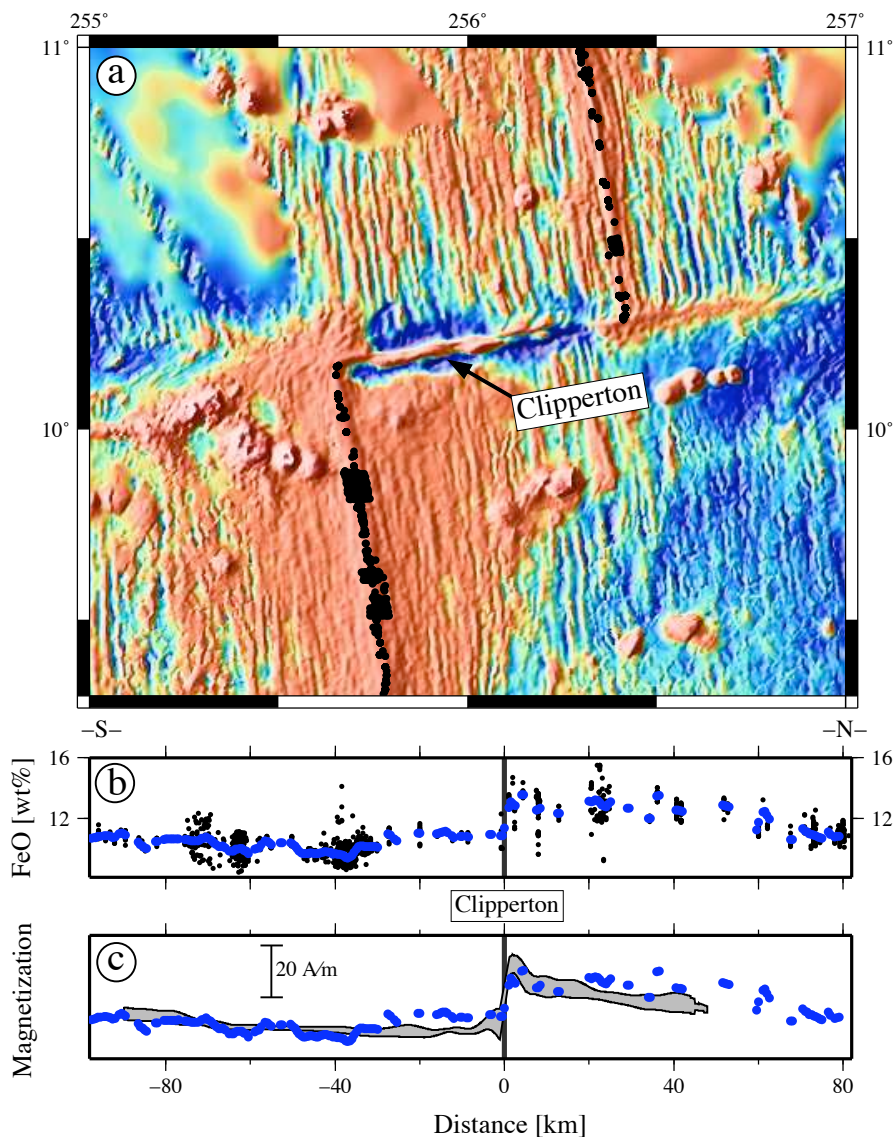 255° 256° 257°
11° 11°
a
Clipperton
10° 10°
–S– –N–
16 16
b
FeO [wt%]
12 12
Clipperton
c
20 A/m
Magnetization
–80 –40 0 40 80
Distance [km]